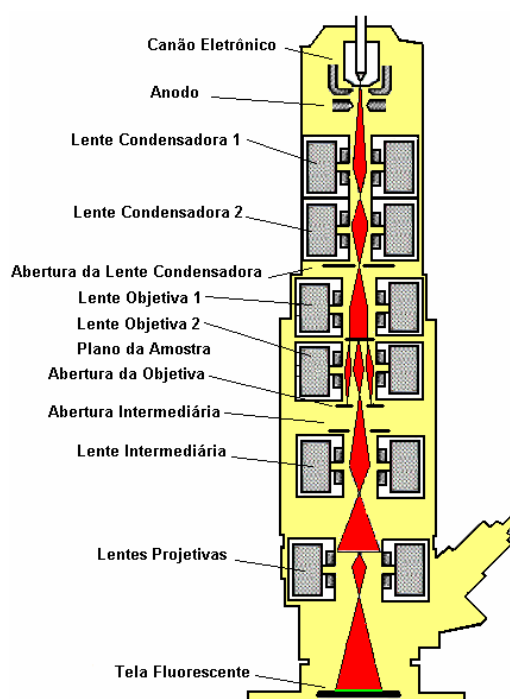 Canão Eletrônico
Anodo
Lente Condensadora 1
Lente Condensadora 2
Abertura da Lente Condensadora
Lente Objetiva 1
Lente Objetiva 2
Plano da Amostra
Abertura da Objetiva
Abertura Intermediária
Lente Intermediária
Lentes Projetivas
Tela Fluorescente